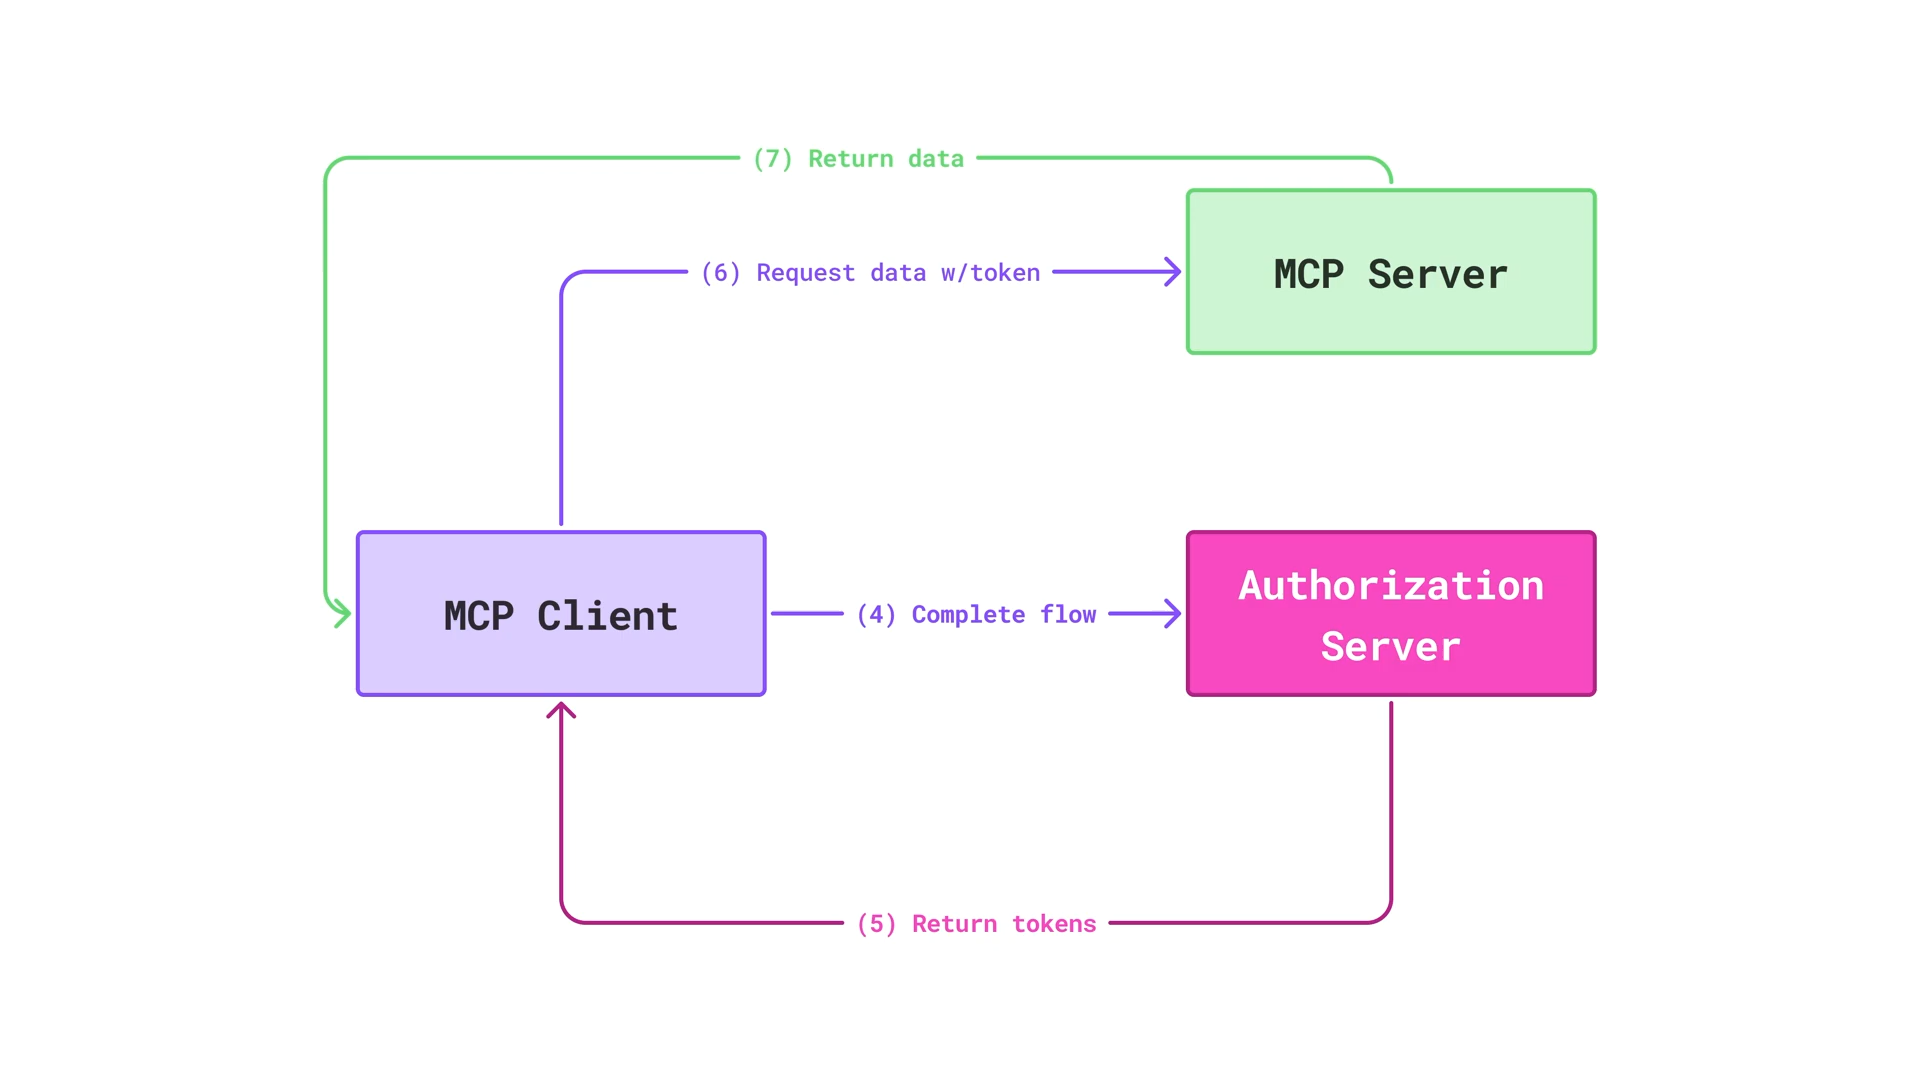 (7) Return data
(6) Request data w/token
MCP Server
MCP Client
(4) Complete flow
Authorization
Server
(5) Return tokens